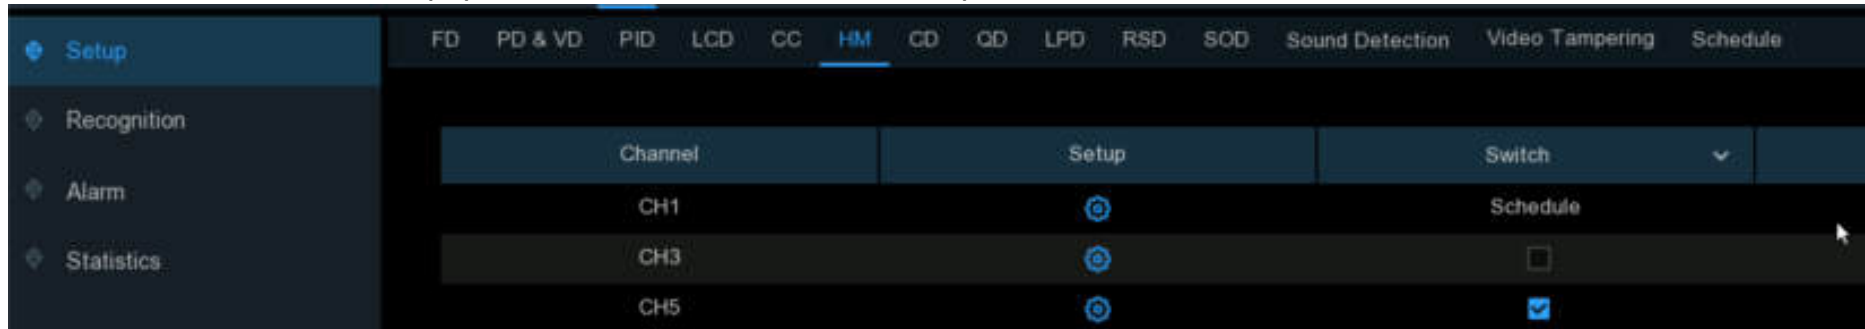 Setup
FD PD & VD PID LCD CC HM CD QD LPD RSD SOD Sound Detection Video Tampering Schedule
Recognition
Alarm
Statistics
Channel Setup Switch
CH1 Schedule
CH3
CH5